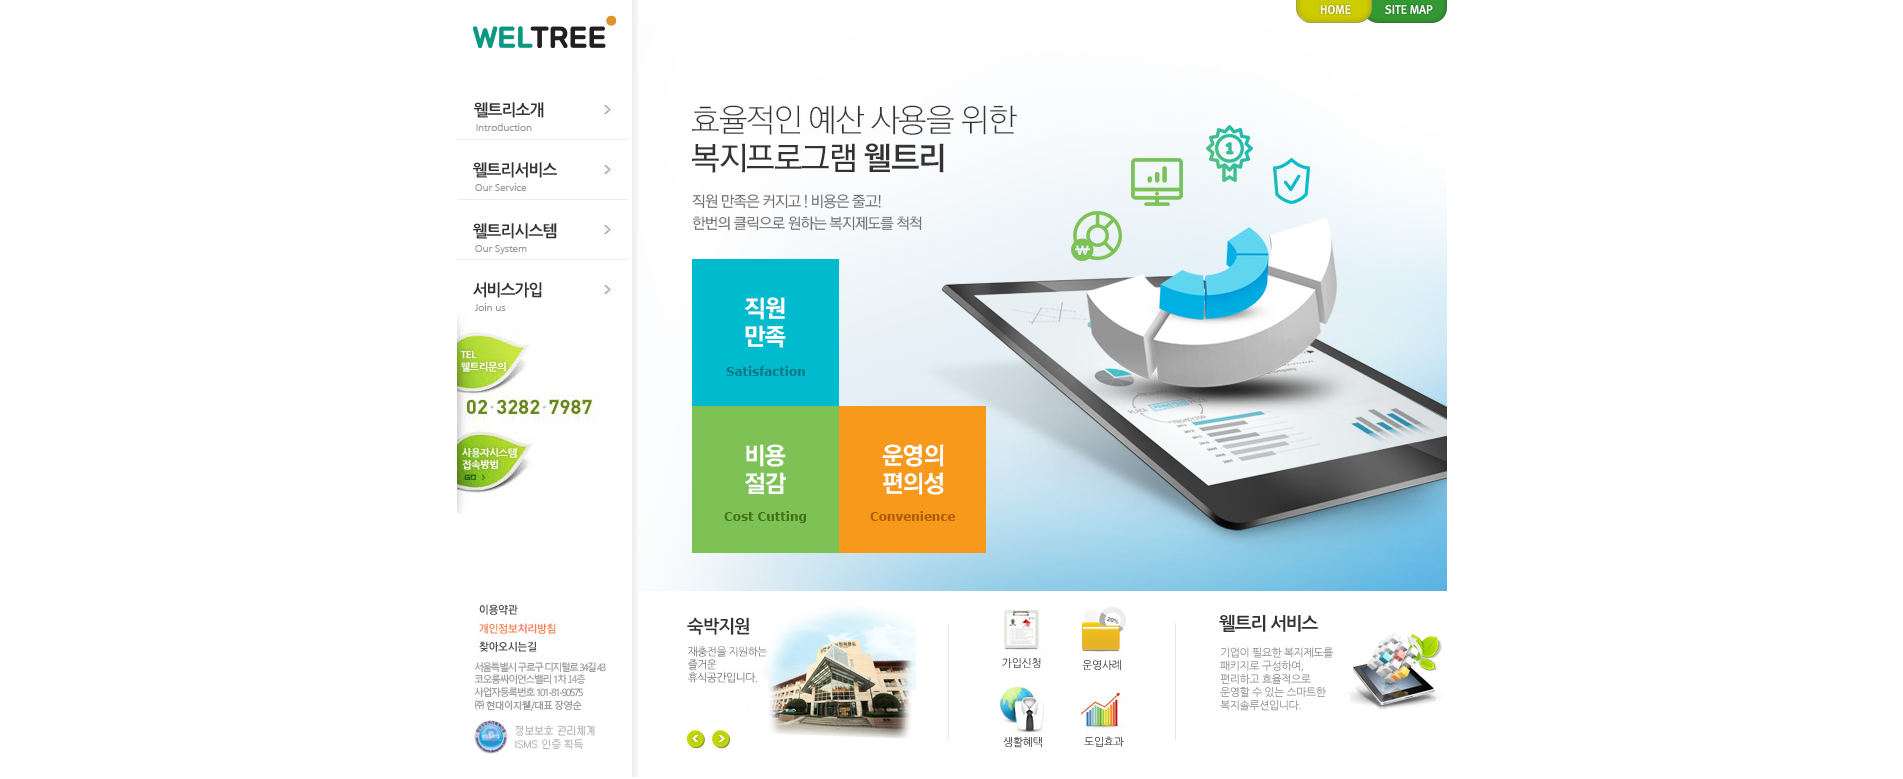 WELTREE
HOME
SITE MAP
웰트리소개
Introduction
웰트리서비스
Our Service
웰트리시스템
Our System
서비스가입
Join us
TEL
웰트리문의
02·3282·7987
사용자시스템
접속방법
GO
이용약관
개인정보처리방침
찾아오시는길
서울특별시 구로구 디지털로 34길 43
코오롱싸이언스밸리 1차 14층
사업자등록번호 101-81-90575
㈜ 현대이지웰/대표 장영순
정보보호 관리체계
ISMS 인증 획득
효율적인 예산 사용을 위한
복지프로그램 웰트리
직원 만족은 커지고 ! 비용은 줄고!
한번의 클릭으로 원하는 복지제도를 척척
1
₩
직원
만족
Satisfaction
비용
절감
Cost Cutting
운영의
편의성
Convenience
숙박지원
재충전을 지원하는
즐거운
휴식공간입니다.
가입신청
20%
운영사례
생활혜택
도입효과
웰트리 서비스
기업이 필요한 복지제도를
패키지로 구성하여,
편리하고 효율적으로
운영할 수 있는 스마트한
복지솔루션입니다.